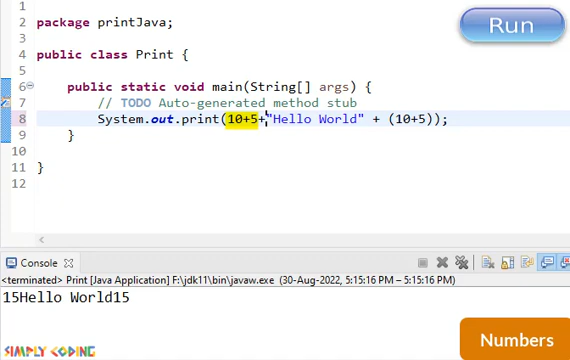 1
2 package printJava;
3
4 public class Print {
5
6 public static void main(String[] args) {
7 // TODO Auto-generated method stub
8 System.out.print(10+5+"Hello World" + (10+5));
9 }
10
11 }
12
Run
Console
<terminated> Print [Java Application] F:\jdk11\bin\javaw.exe (30-Aug-2022, 5:15:16 PM – 5:15:16 PM)
15Hello World15
SIMPLY CODING
Numbers